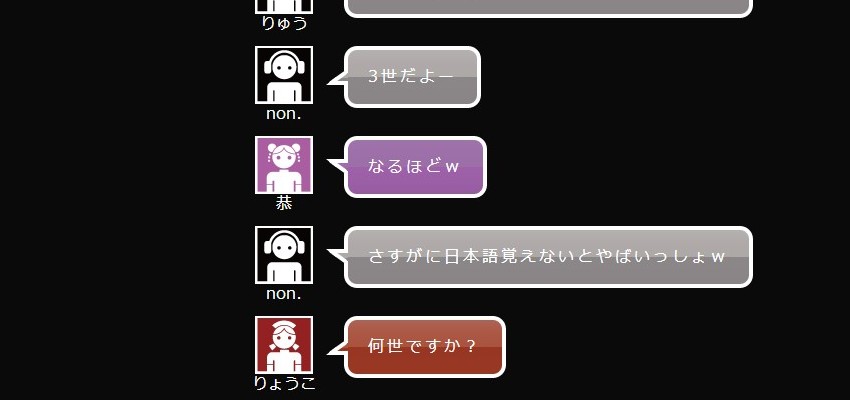 りゅう
3世だよー
non.
なるほどｗ
恭
さすがに日本語覚えないとやばいっしょｗ
non.
何世ですか？
りょうこ